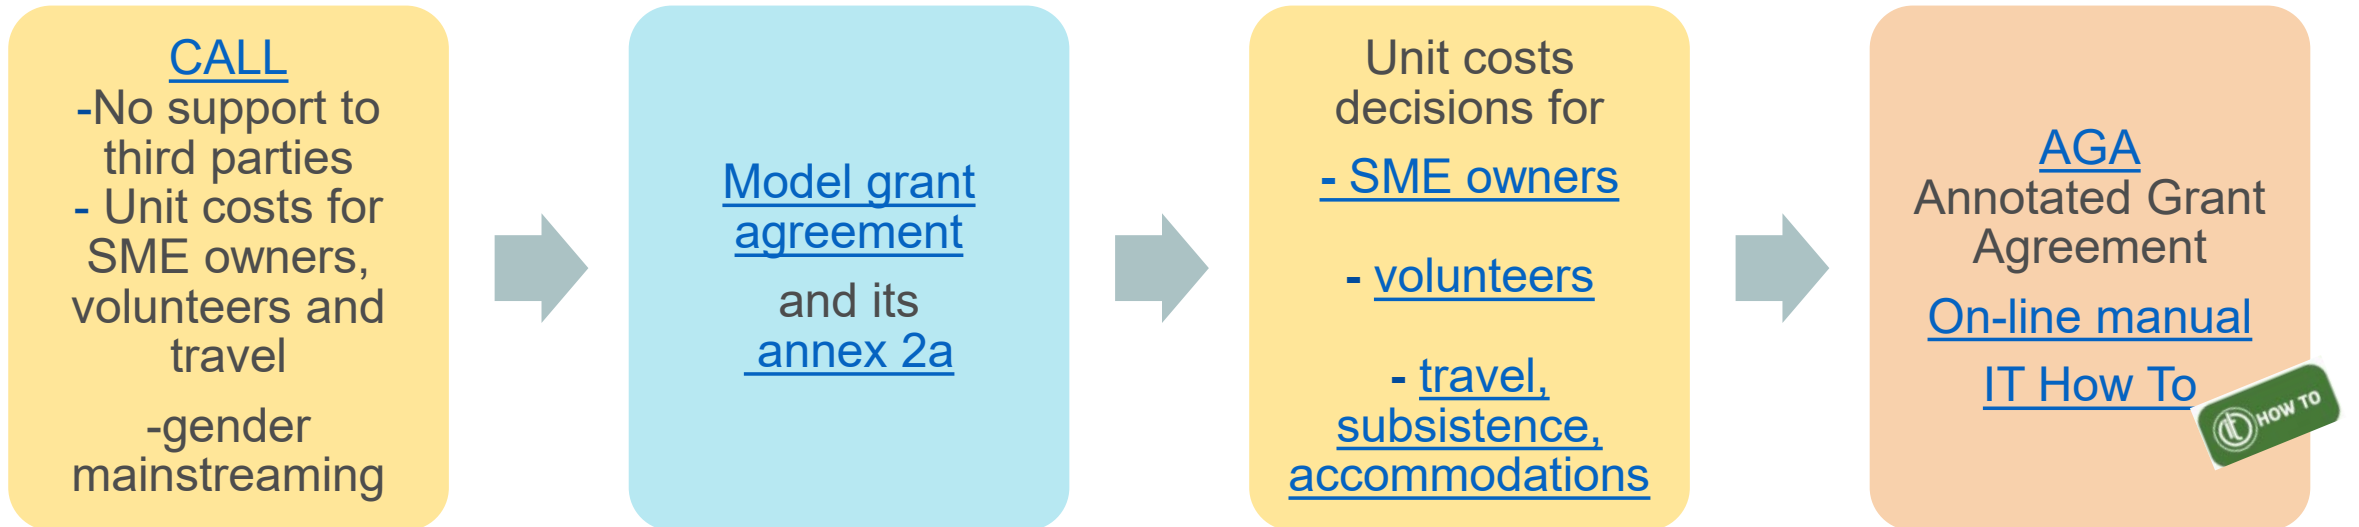 CALL
-No support to
third parties
- Unit costs for
SME owners,
volunteers and
travel
-gender
mainstreaming
Model grant
agreement
and its
annex 2a
Unit costs
decisions for
- SME owners
- volunteers
- travel,
subsistence,
accommodations
AGA
Annotated Grant
Agreement
On-line manual
IT How To
it HOW TO